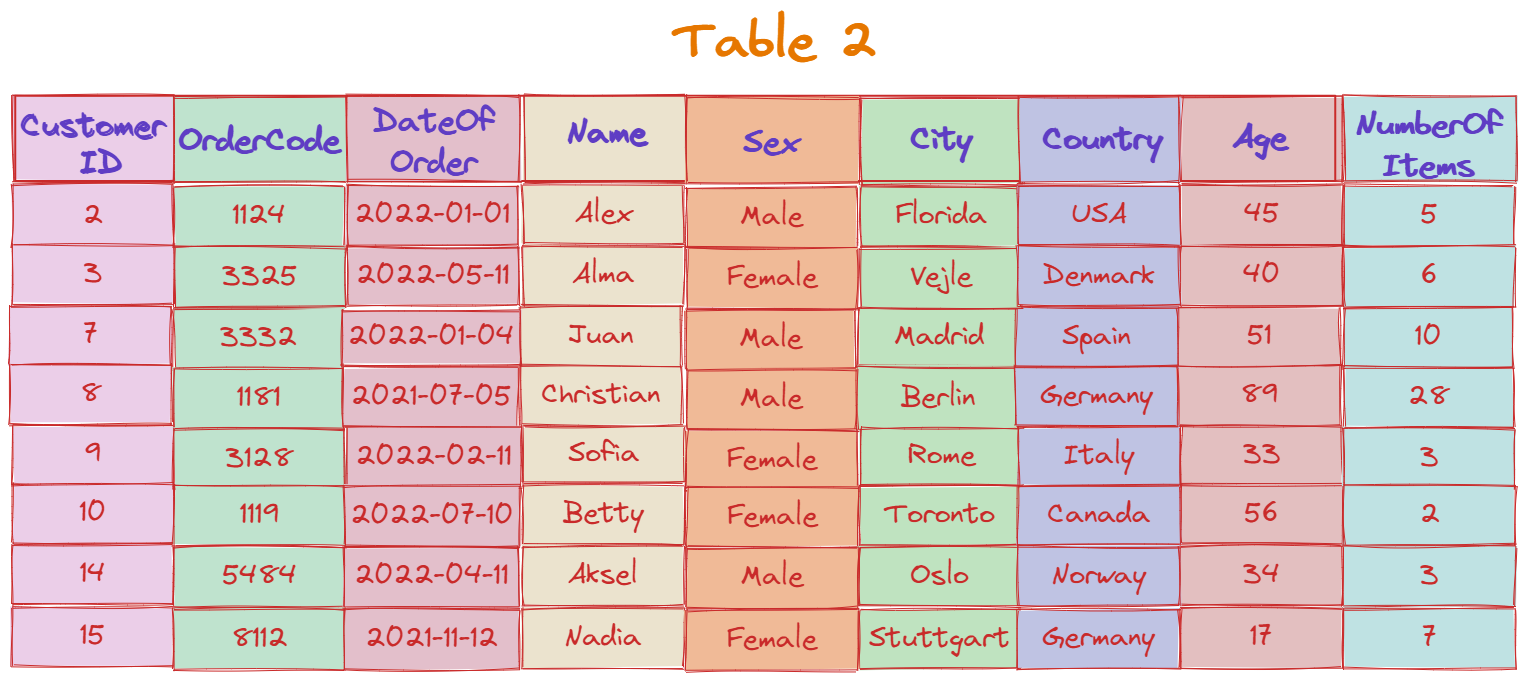 Table 2
Customer ID OrderCode DateOf Order Name Sex City Country Age NumberOf Items
2 1124 2022-01-01 Alex Male Florida USA 45 5
3 3325 2022-05-11 Alma Female Vejle Denmark 40 6
7 3332 2022-01-04 Juan Male Madrid Spain 51 10
8 1181 2021-07-05 Christian Male Berlin Germany 89 28
9 3128 2022-02-11 Sofia Female Rome Italy 33 3
10 1119 2022-07-10 Betty Female Toronto Canada 56 2
14 5484 2022-04-11 Aksel Male Oslo Norway 34 3
15 8112 2021-11-12 Nadia Female Stuttgart Germany 17 7